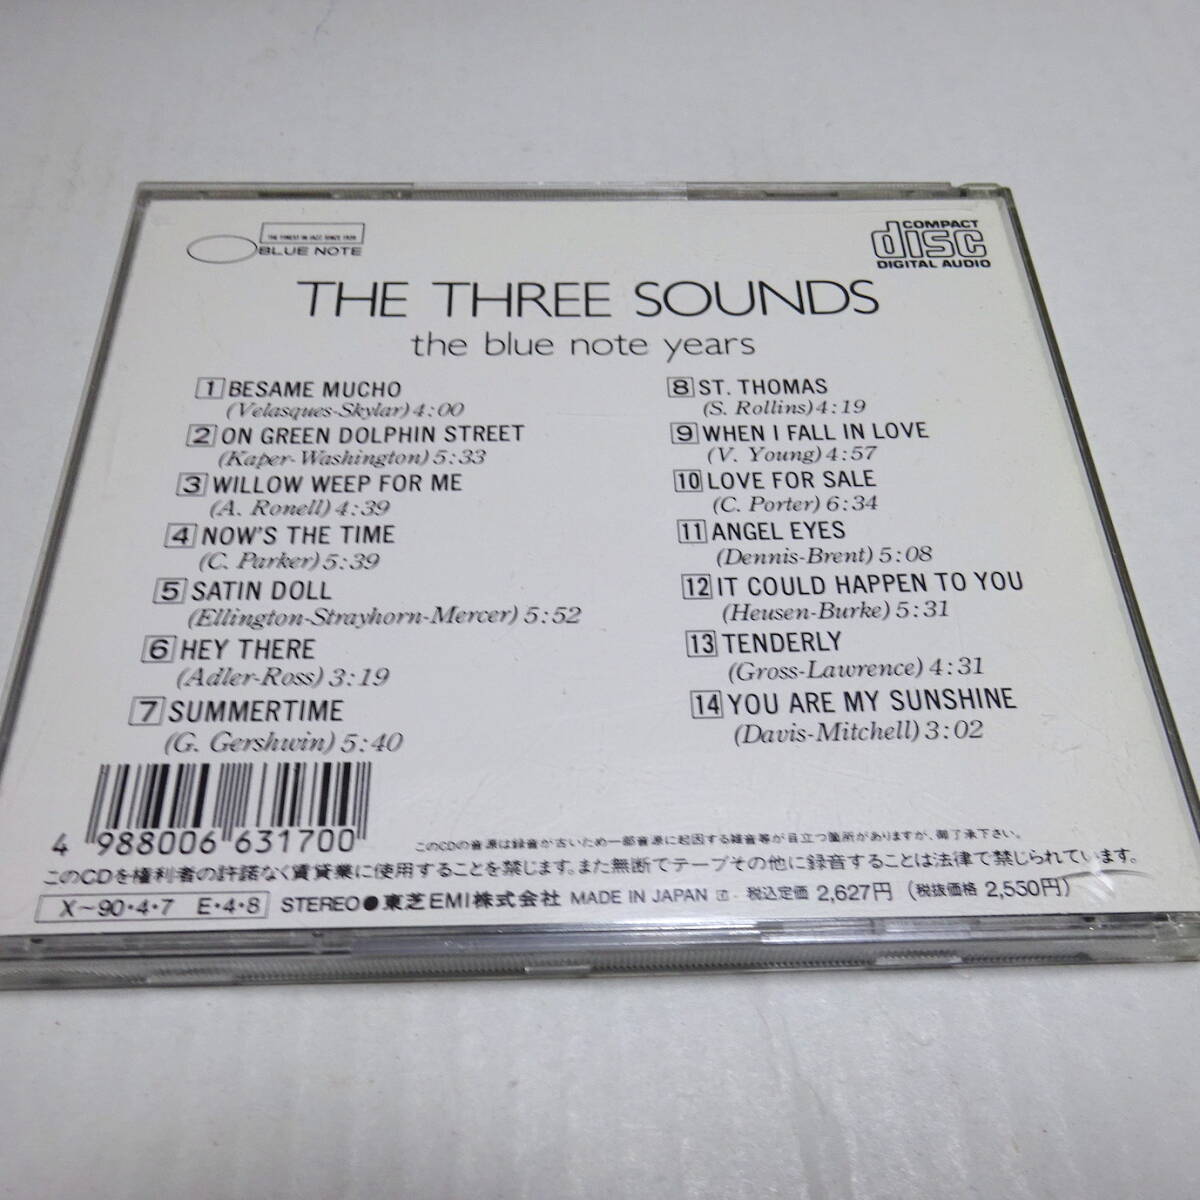 THE FINEST IN JAZZ SINCE 1939
BLUE NOTE
COMPACT
disc
DIGITAL AUDIO
THE THREE SOUNDS
the blue note years
1 BESAME MUCHO
(Velasques-Skylar) 4:00
2 ON GREEN DOLPHIN STREET
(Kaper-Washington) 5:33
3 WILLOW WEEP FOR ME
(A. Ronell) 4:39
4 NOW'S THE TIME
(C. Parker) 5:39
5 SATIN DOLL
(Ellington-Strayhorn-Mercer) 5:52
6 HEY THERE
(Adler-Ross) 3:19
7 SUMMERTIME
(G. Gershwin) 5:40
8 ST. THOMAS
(S. Rollins) 4:19
9 WHEN I FALL IN LOVE
(V. Young) 4:57
10 LOVE FOR SALE
(C. Porter) 6:34
11 ANGEL EYES
(Dennis-Brent) 5:08
12 IT COULD HAPPEN TO YOU
(Heusen-Burke) 5:31
13 TENDERLY
(Gross-Lawrence) 4:31
14 YOU ARE MY SUNSHINE
(Davis-Mitchell) 3:02
4 988006 631700
このCDの音源は録音が古いため一部音源に起因する雑音等が目立つ箇所がありますが、御了承下さい。
このCDを権利者の許諾なく賃貸業に使用することを禁じます。また無断でテープその他に録音することは法律で禁じられています。
X〜90・4・7 E・4・8 STEREO●東芝EMI株式会社 MADE IN JAPAN ・税込定価 2,627円 (税抜価格 2,550円)